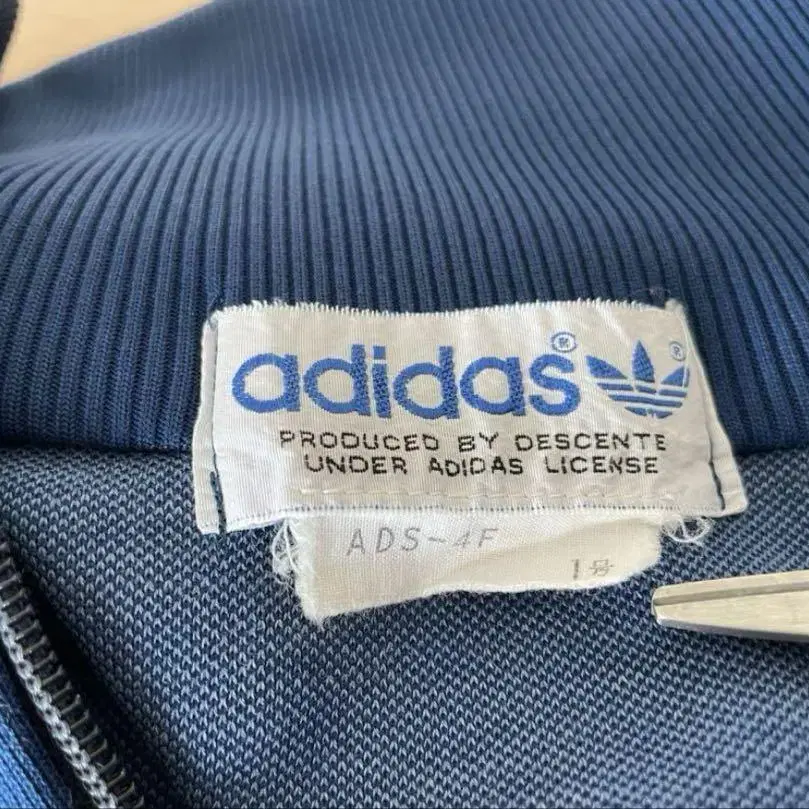 adidas®
PRODUCED BY DESCENTE
UNDER ADIDAS LICENSE
ADS-4F
1号